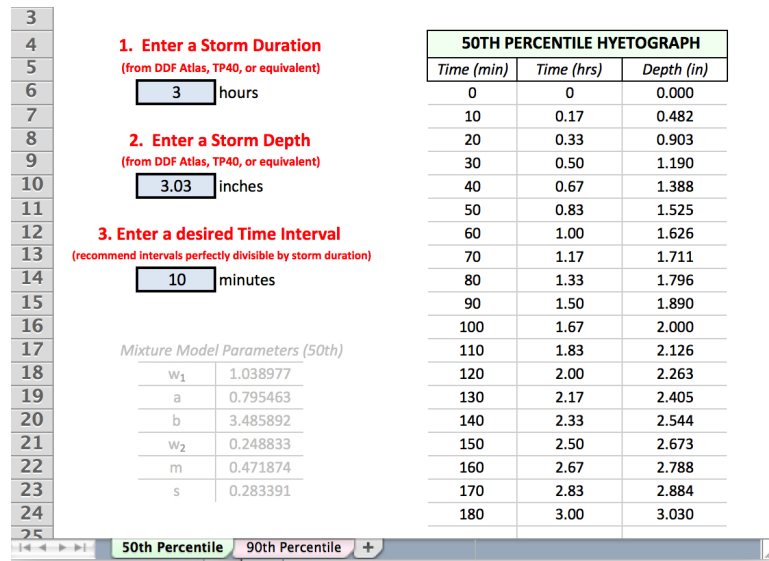 3
4 1. Enter a Storm Duration 50TH PERCENTILE HYETOGRAPH
5 (from DDF Atlas, TP40, or equivalent) Time (min) Time (hrs) Depth (in)
6 3 hours 0 0 0.000
7 10 0.17 0.482
8 2. Enter a Storm Depth 20 0.33 0.903
9 (from DDF Atlas, TP40, or equivalent) 30 0.50 1.190
10 3.03 inches 40 0.67 1.388
11 50 0.83 1.525
12 3. Enter a desired Time Interval 60 1.00 1.626
13 (recommend intervals perfectly divisible by storm duration) 70 1.17 1.711
14 10 minutes 80 1.33 1.796
15 90 1.50 1.890
16 100 1.67 2.000
17 Mixture Model Parameters (50th) 110 1.83 2.126
18 w1 1.038977 120 2.00 2.263
19 a 0.795463 130 2.17 2.405
20 b 3.485892 140 2.33 2.544
21 w2 0.248833 150 2.50 2.673
22 m 0.471874 160 2.67 2.788
23 s 0.283391 170 2.83 2.884
24 180 3.00 3.030
25
50th Percentile 90th Percentile +